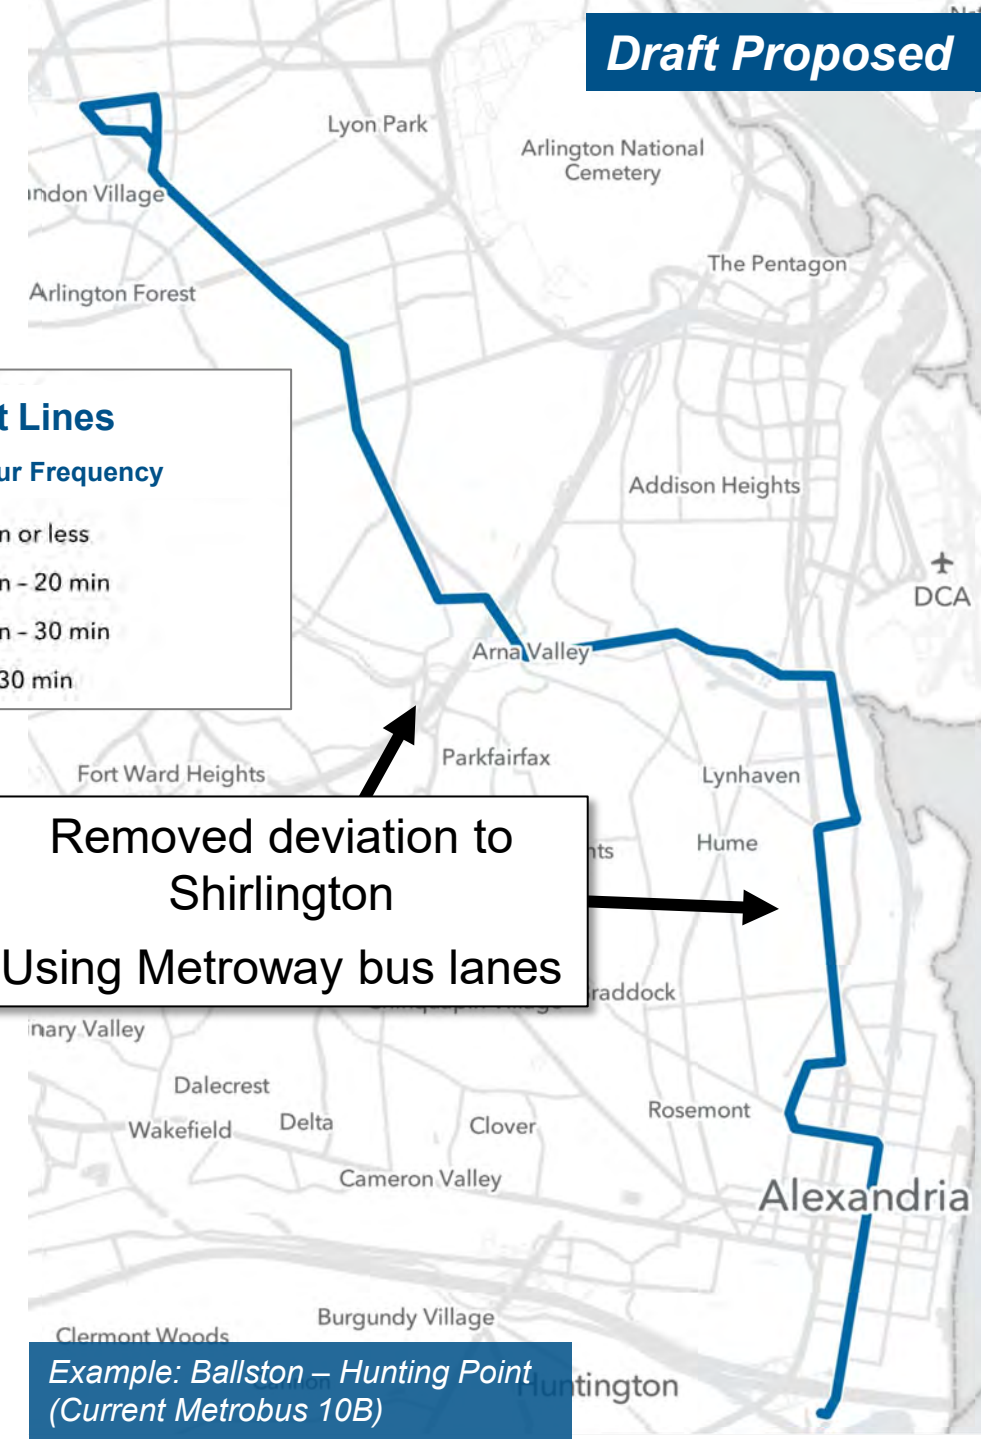 Draft Proposed
Lyon Park
Arlington National
Cemetery
ndon Village
The Pentagon
Arlington Forest
t Lines
ur Frequency
n or less
n – 20 min
n – 30 min
30 min
Addison Heights
DCA
Arna Valley
Parkfairfax
Fort Ward Heights
Lynhaven
Hume
Removed deviation to
Shirlington
Using Metroway bus lanes
nts
raddock
nary Valley
Dalecrest
Wakefield
Delta
Clover
Rosemont
Cameron Valley
Alexandria
Burgundy Village
Clermont Woods
Huntington
Example: Ballston – Hunting Point
(Current Metrobus 10B)